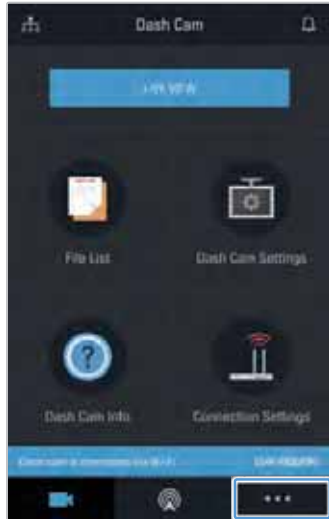 Dash Cam
LIVE VIEW
File List
Dash Cam Settings
Dash Cam Info.
Connection Settings